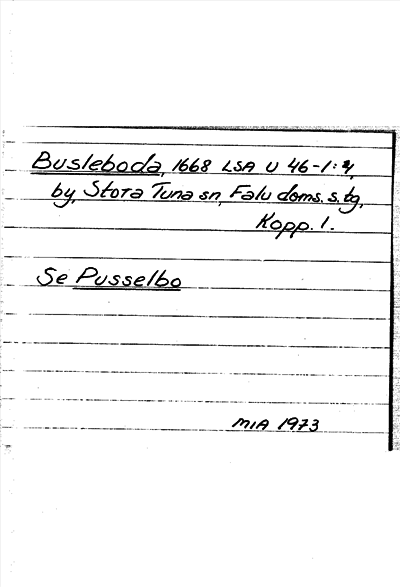 Busleboda, 1668 LSA U 46-1:4,
by, Stora Tuna sn, Falu doms. s. tg,
Kopp. l.
Se Pusselbo
MIA 1973